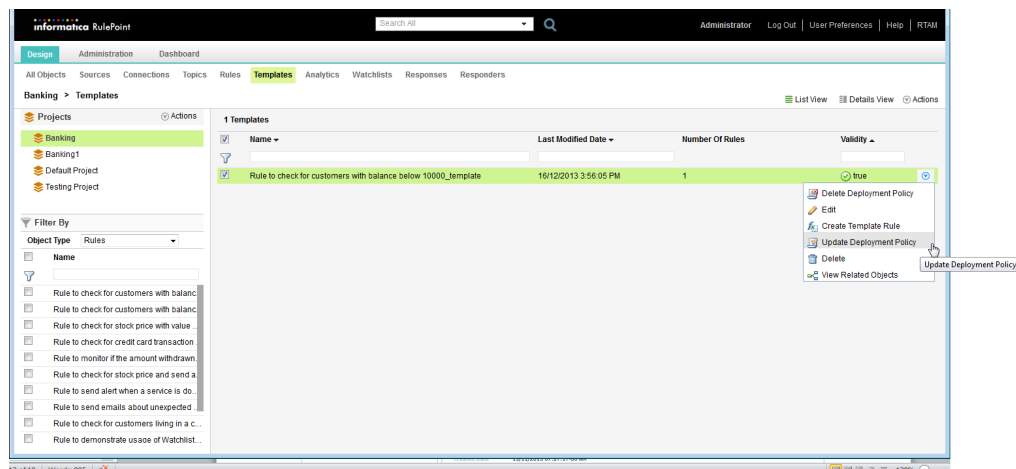 informatica RulePoint
Search All
Administrator Log Out User Preferences Help RTAM
Design Administration Dashboard
All Objects Sources Connections Topics Rules Templates Analytics Watchlists Responses Responders
Banking > Templates
List View Details View Actions
Projects Actions
Banking
Banking1
Default Project
Testing Project
Filter By
Object Type Rules
Name
Rule to check for customers with balanc
Rule to check for customers with balanc
Rule to check for stock price with value ...
Rule to check for credit card transaction
Rule to monitor if the amount withdrawn
Rule to check for stock price and send a
Rule to send alert when a service is do...
Rule to send emails about unexpected ...
Rule to check for customers living in a c...
Rule to demonstrate usage of Watchlist...
1 Templates
Name Last Modified Date Number Of Rules Validity
Rule to check for customers with balance below 10000_template 16/12/2013 3:56:05 PM 1 true
Delete Deployment Policy
Edit
Create Template Rule
Update Deployment Policy
Delete
View Related Objects
Update Deployment Policy